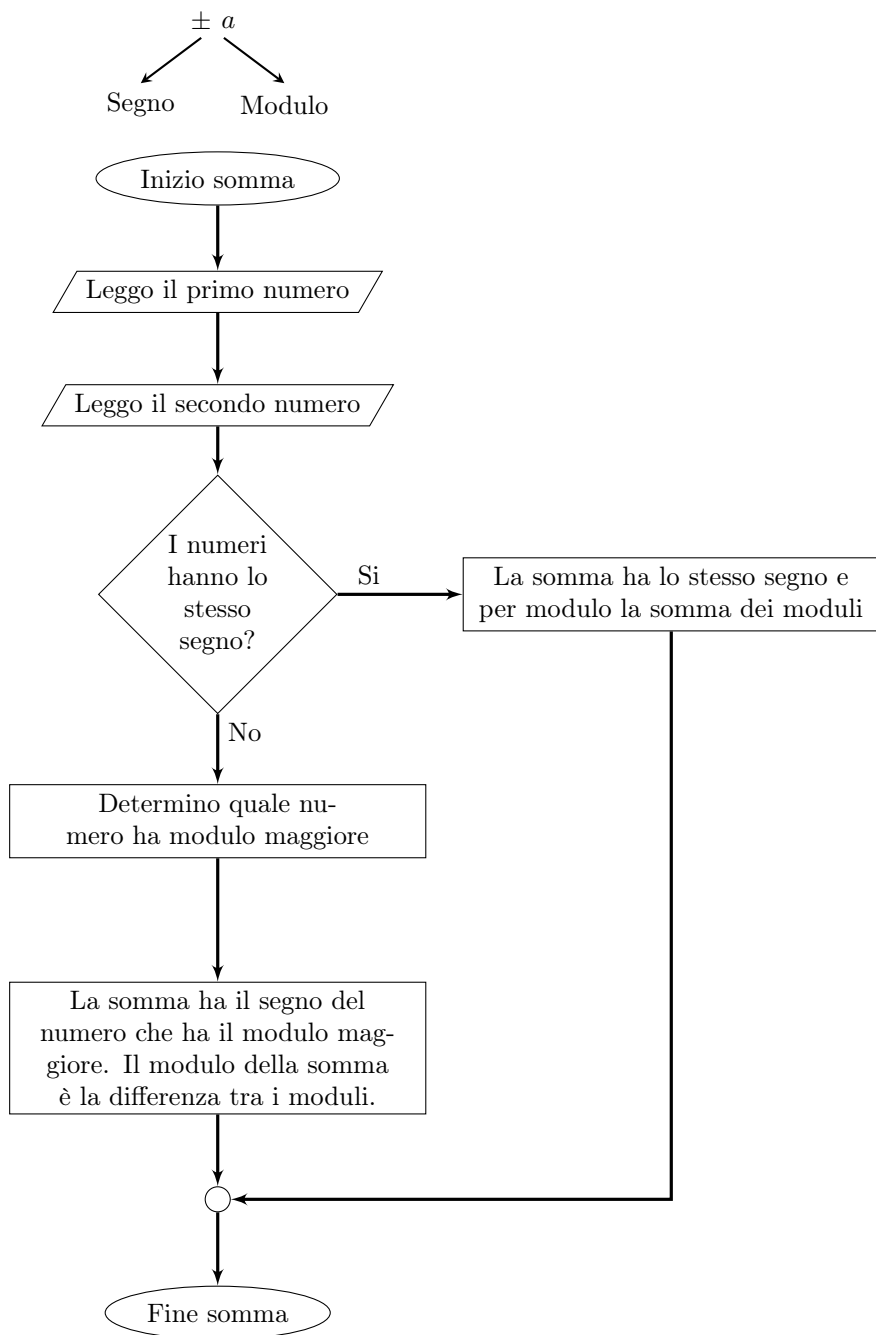 ± a
Segno
Modulo
Inizio somma
Leggo il primo numero
Leggo il secondo numero
I numeri
hanno lo
stesso
segno?
Si
La somma ha lo stesso segno e
per modulo la somma dei moduli
No
Determino quale nu-
mero ha modulo maggiore
La somma ha il segno del
numero che ha il modulo mag-
giore. Il modulo della somma
è la differenza tra i moduli.
Fine somma